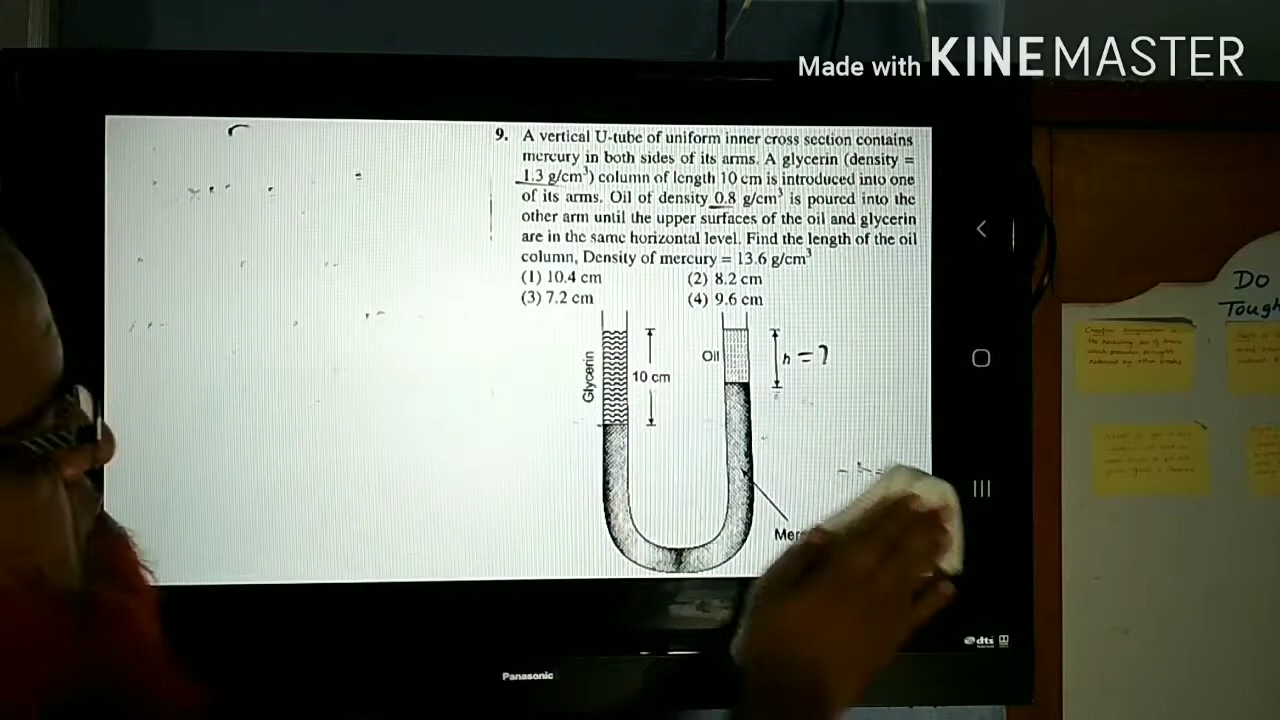 Made with KINEMASTER
9. A vertical U-tube of uniform inner cross section contains
mercury in both sides of its arms. A glycerin (density =
1.3 g/cm³) column of length 10 cm is introduced into one
of its arms. Oil of density 0.8 g/cm³ is poured into the
other arm until the upper surfaces of the oil and glycerin
are in the same horizontal level. Find the length of the oil
column, Density of mercury = 13.6 g/cm³
(1) 10.4 cm (2) 8.2 cm
(3) 7.2 cm (4) 9.6 cm
Glycerin
10 cm
Oil
h = ?
Mer
Do
Tough
dts
Panasonic